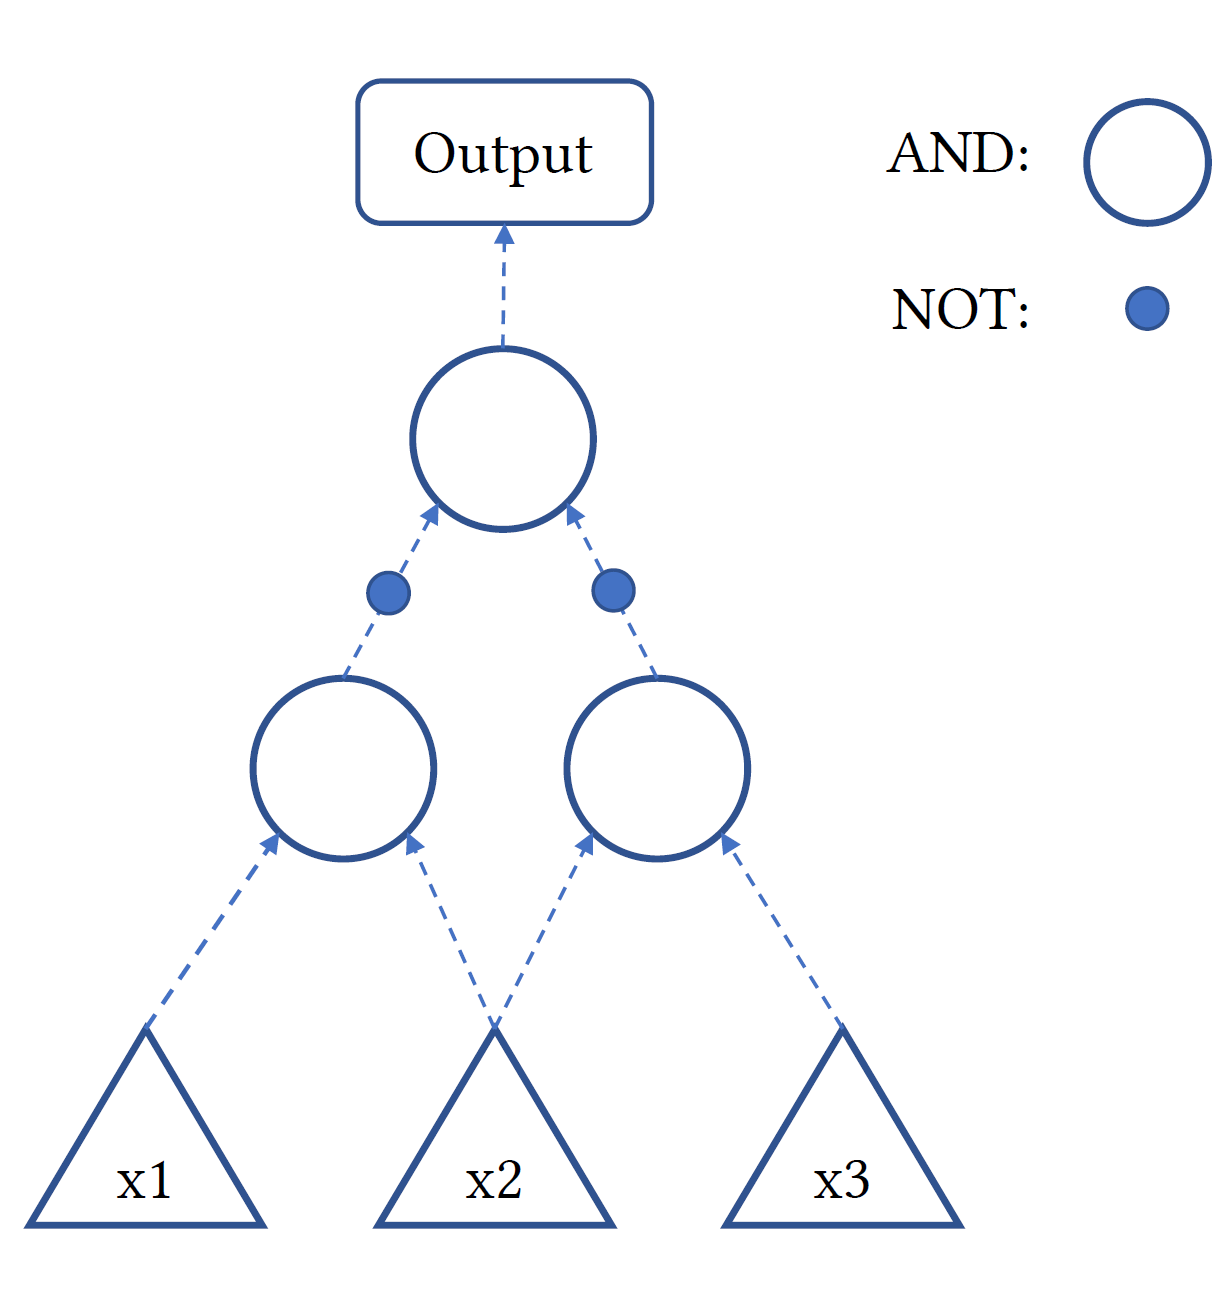 Output
AND:
NOT:
x1
x2
x3